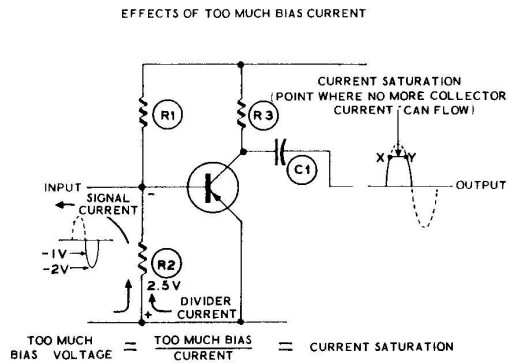 EFFECTS OF TOO MUCH BIAS CURRENT
CURRENT SATURATION
(POINT WHERE NO MORE COLLECTOR
CURRENT CAN FLOW)
R1
R3
C1
X Y
INPUT
-
OUTPUT
SIGNAL
CURRENT
-1V
-2V
R2
2.5V
DIVIDER
CURRENT
+
TOO MUCH
BIAS VOLTAGE
=
TOO MUCH BIAS
CURRENT
=
CURRENT SATURATION